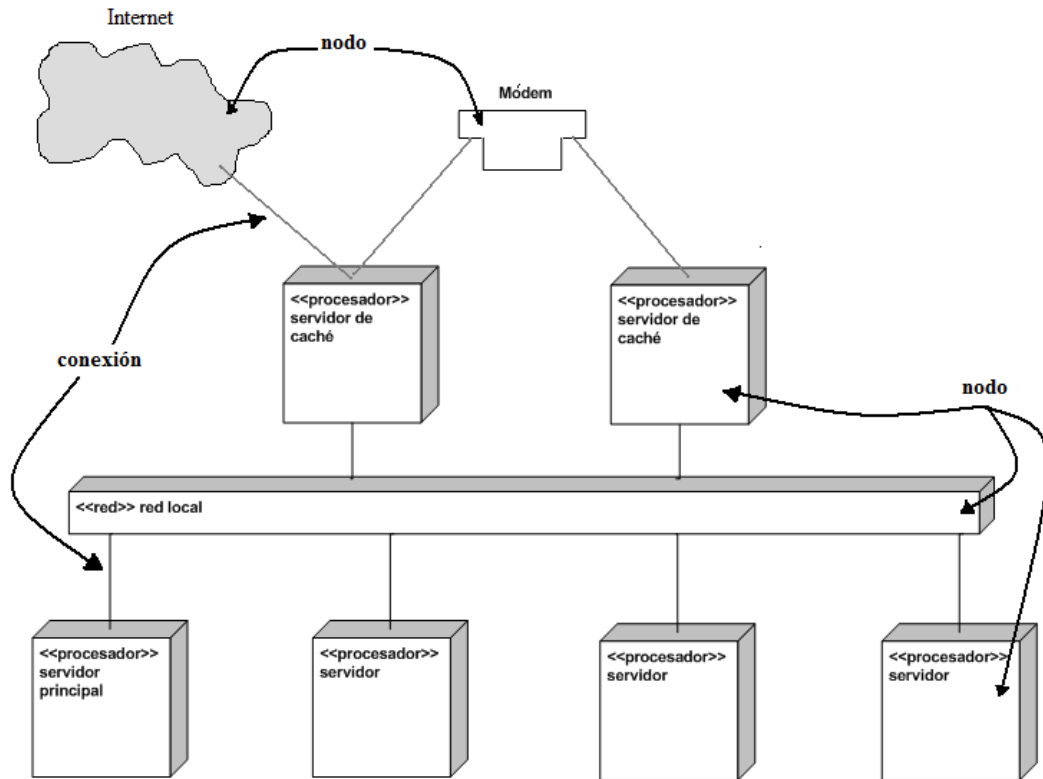 Internet
nodo
Módem
<<procesador>>
servidor de
caché
<<procesador>>
servidor de
caché
conexión
nodo
<<red>> red local
<<procesador>>
servidor
principal
<<procesador>>
servidor
<<procesador>>
servidor
<<procesador>>
servidor